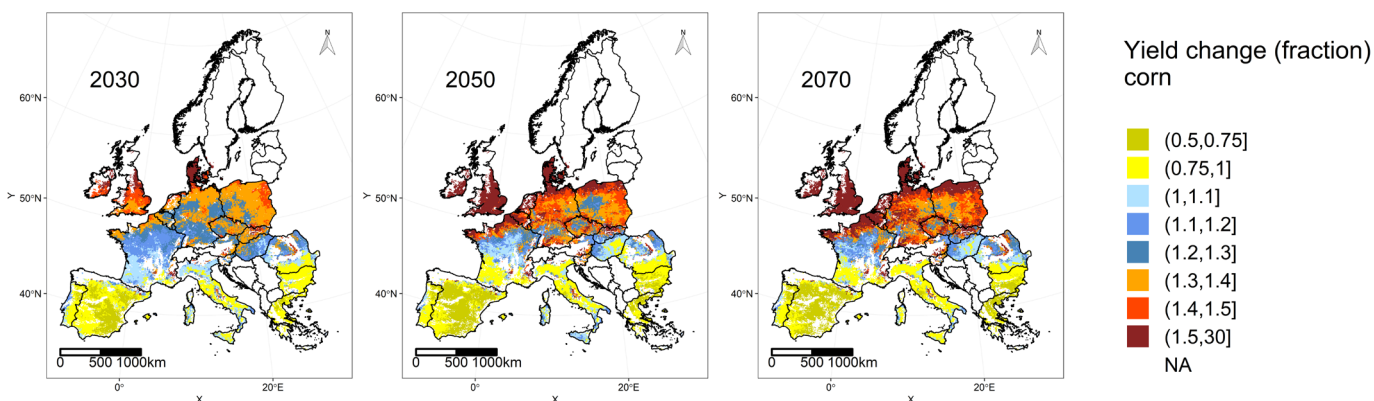 2030
N
60°N
50°N
40°N
Y
0 500 1000km
0°
20°E
X
2050
N
60°N
50°N
40°N
Y
0 500 1000km
0°
20°E
X
2070
N
60°N
50°N
40°N
Y
0 500 1000km
0°
20°E
X
Yield change (fraction)
corn
(0.5,0.75]
(0.75,1]
(1,1.1]
(1.1,1.2]
(1.2,1.3]
(1.3,1.4]
(1.4,1.5]
(1.5,30]
NA